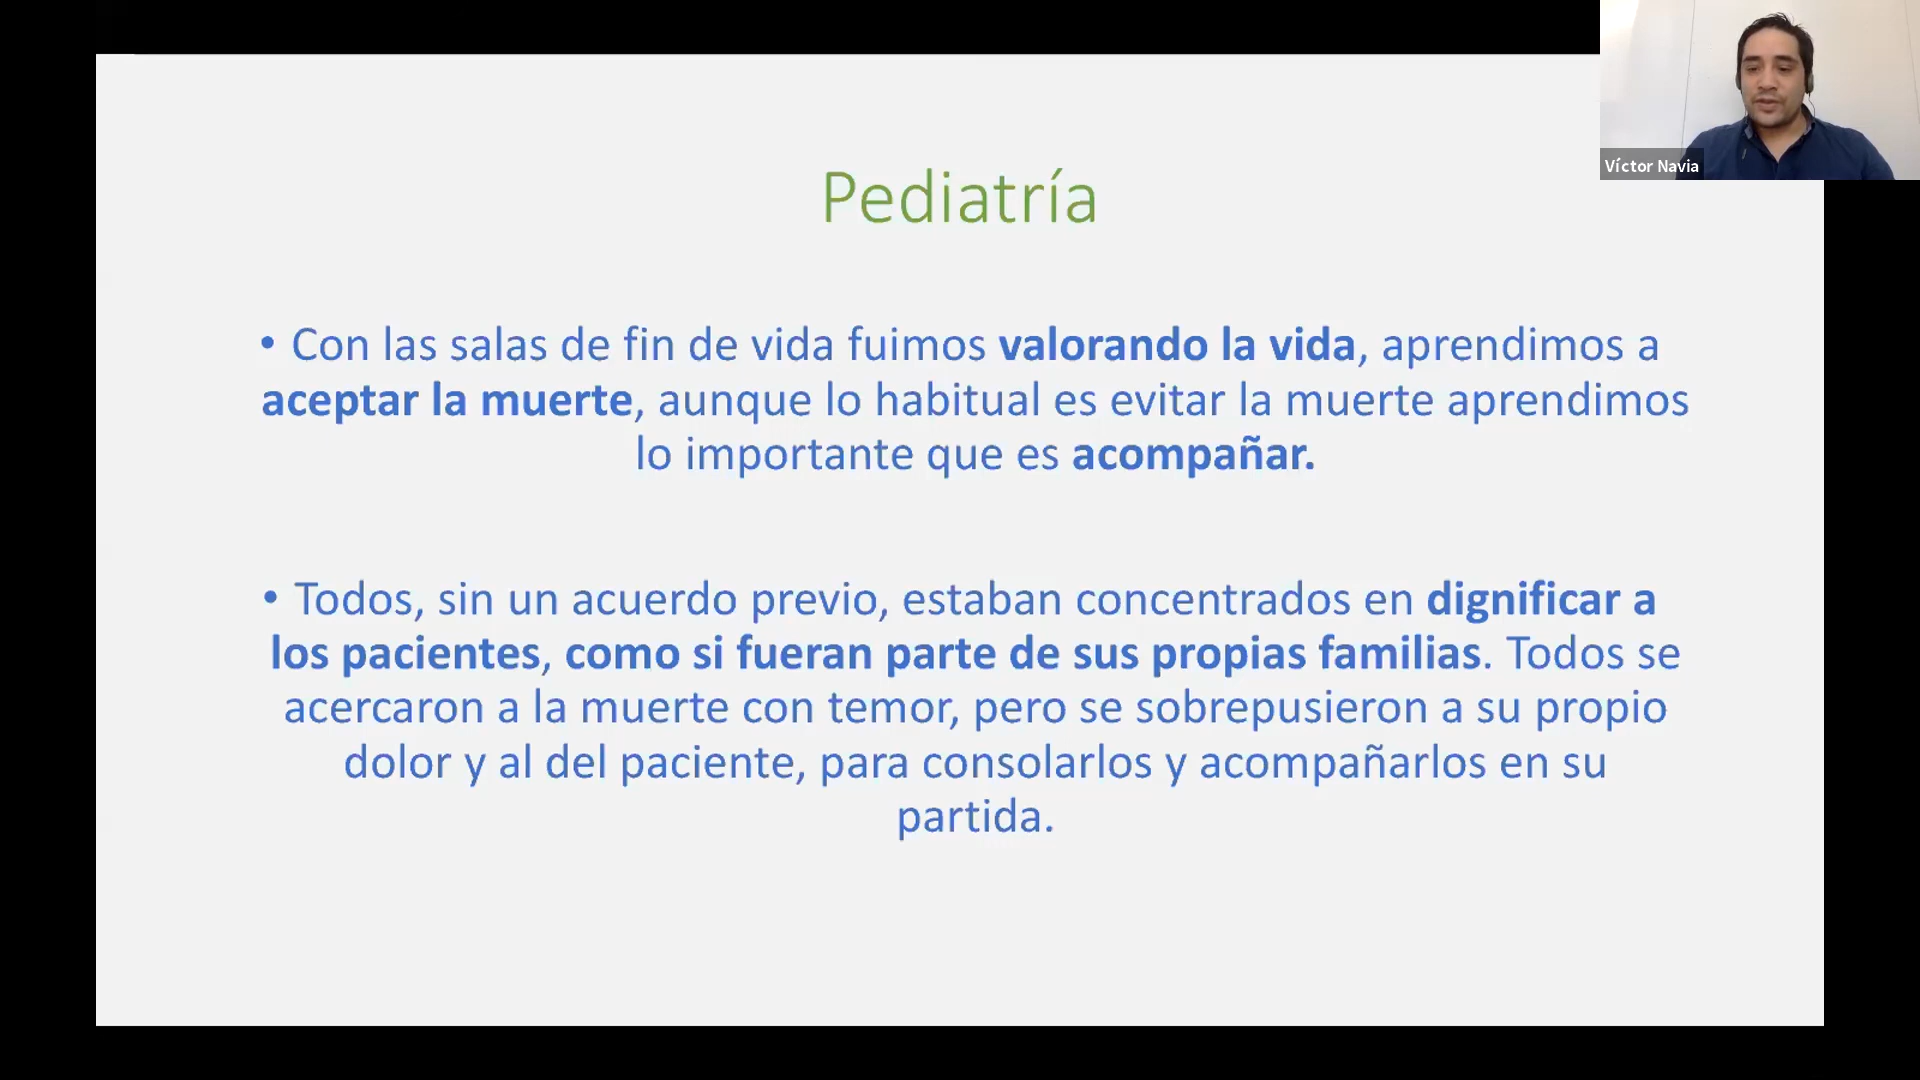 Víctor Navia
Pediatría
• Con las salas de fin de vida fuimos valorando la vida, aprendimos a
aceptar la muerte, aunque lo habitual es evitar la muerte aprendimos
lo importante que es acompañar.
• Todos, sin un acuerdo previo, estaban concentrados en dignificar a
los pacientes, como si fueran parte de sus propias familias. Todos se
acercaron a la muerte con temor, pero se sobrepusieron a su propio
dolor y al del paciente, para consolarlos y acompañarlos en su
partida.